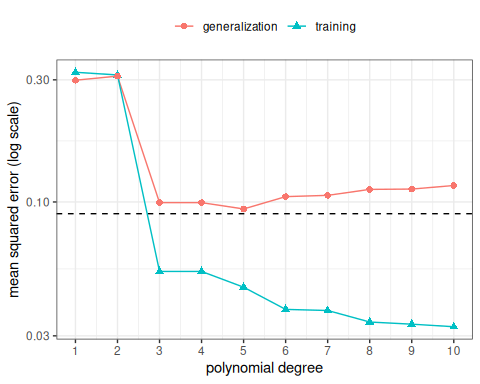 generalization training
mean squared error (log scale)
0.30
0.10
0.03
1 2 3 4 5 6 7 8 9 10
polynomial degree